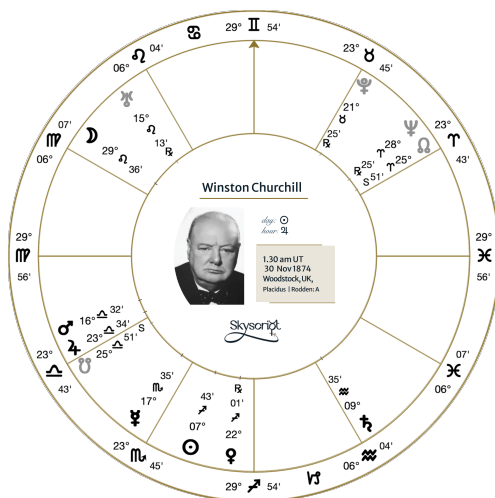 29° ♊ 54'
♋
06° ♌ 04'
23° ♉ 45'
07' ♍ 06°
23° ♈ 43'
♅ 15° ♌ 13' ℞
☽ 29° ♌ 36'
♇ 21° ♉ 25' ℞
♆ 28° ♈ 25' ℞
☊ 25° ♈ 51' S
29° ♍ 56'
29° ♓ 56'
Winston Churchill
day: ☉
hour: ♃
1.30 am UT
30 Nov 1874
Woodstock, UK,
Placidus | Rodden: A
Skyscript
♂ 16° ♎ 32'
♃ 23° ♎ 34'
☋ 25° ♎ 51' S
23° ♎ 43'
☿ 17° ♏ 35'
☉ 07° ♐ 43'
♀ 22° ♐ 01' ℞
♄ 09° ♒ 35'
07' ♓ 06°
23° ♏ 45'
29° ♐ 54'
♑
06° ♒ 04'